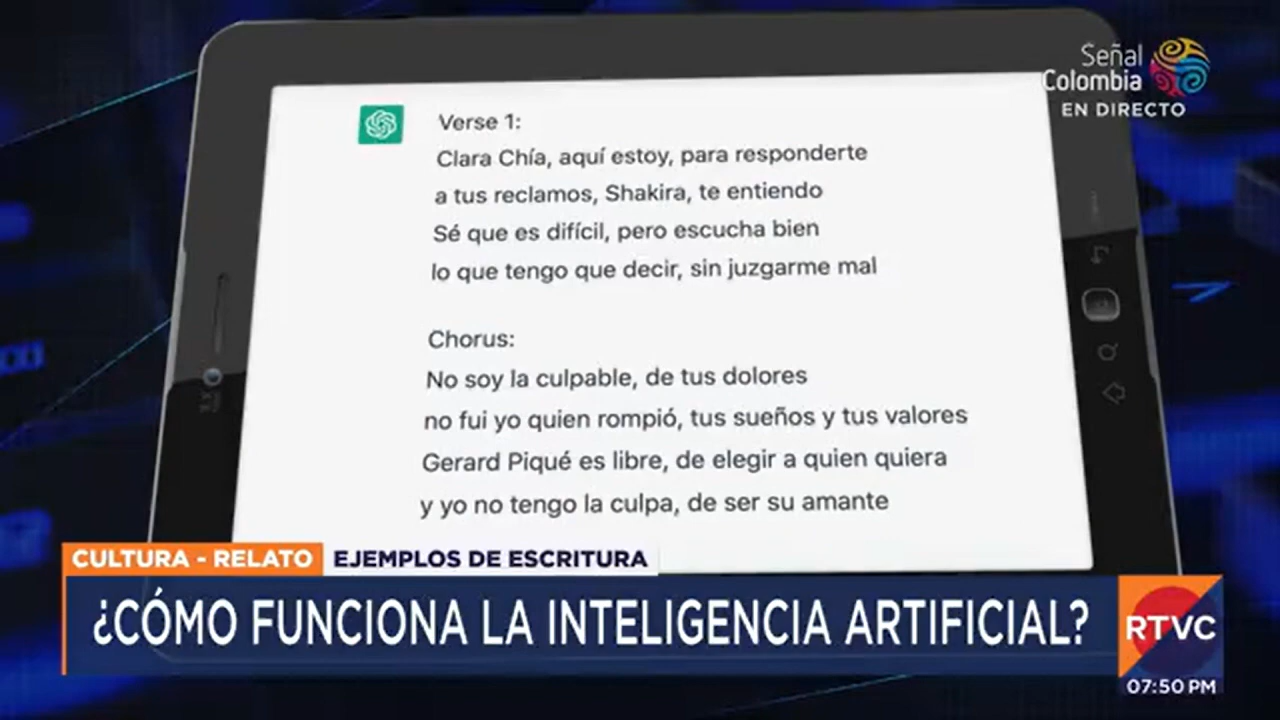 Señal
Colombia
EN DIRECTO
Verse 1:
Clara Chía, aquí estoy, para responderte
a tus reclamos, Shakira, te entiendo
Sé que es difícil, pero escucha bien
lo que tengo que decir, sin juzgarme mal
Chorus:
No soy la culpable, de tus dolores
no fui yo quien rompió, tus sueños y tus valores
Gerard Piqué es libre, de elegir a quien quiera
y yo no tengo la culpa, de ser su amante
CULTURA - RELATO EJEMPLOS DE ESCRITURA
¿CÓMO FUNCIONA LA INTELIGENCIA ARTIFICIAL?
RTVC
07:50 PM